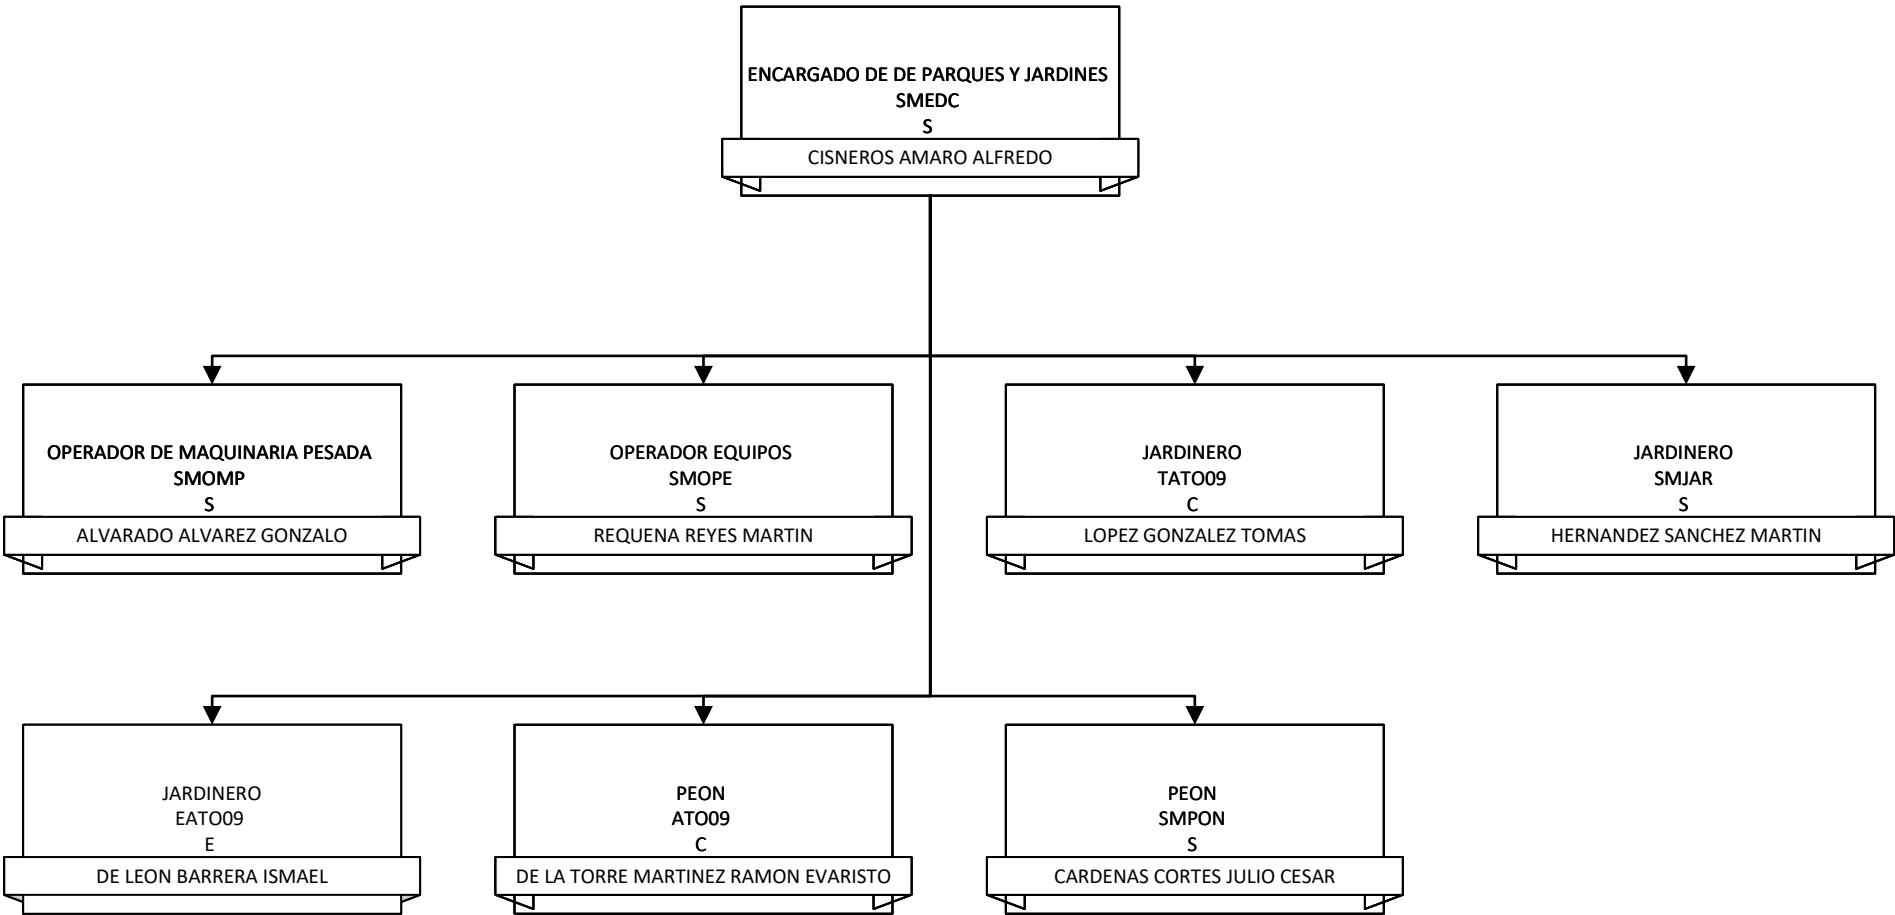 ENCARGADO DE DE PARQUES Y JARDINES
SMEDC
S
CISNEROS AMARO ALFREDO
OPERADOR DE MAQUINARIA PESADA
SMOMP
S
ALVARADO ALVAREZ GONZALO
OPERADOR EQUIPOS
SMOPE
S
REQUENA REYES MARTIN
JARDINERO
TATO09
C
LOPEZ GONZALEZ TOMAS
JARDINERO
SMJAR
S
HERNANDEZ SANCHEZ MARTIN
JARDINERO
EATO09
E
DE LEON BARRERA ISMAEL
PEON
ATO09
C
DE LA TORRE MARTINEZ RAMON EVARISTO
PEON
SMPON
S
CARDENAS CORTES JULIO CESAR